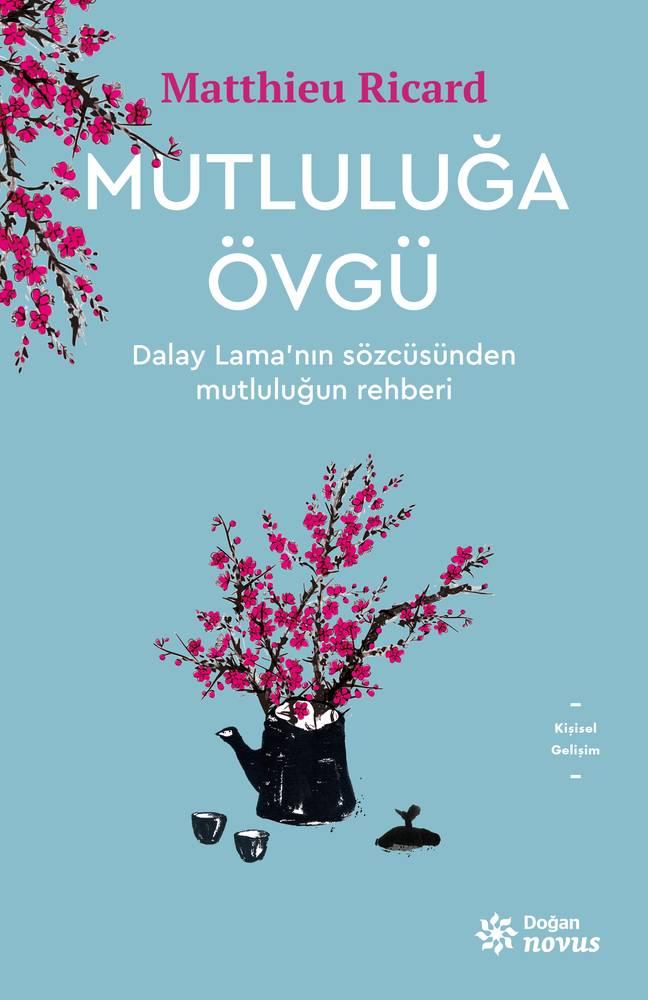 Matthieu Ricard
MUTLULUĞA
ÖVGÜ
Dalay Lama'nın sözcüsünden
mutluluğun rehberi
Kişisel
Gelişim
Doğan
novus